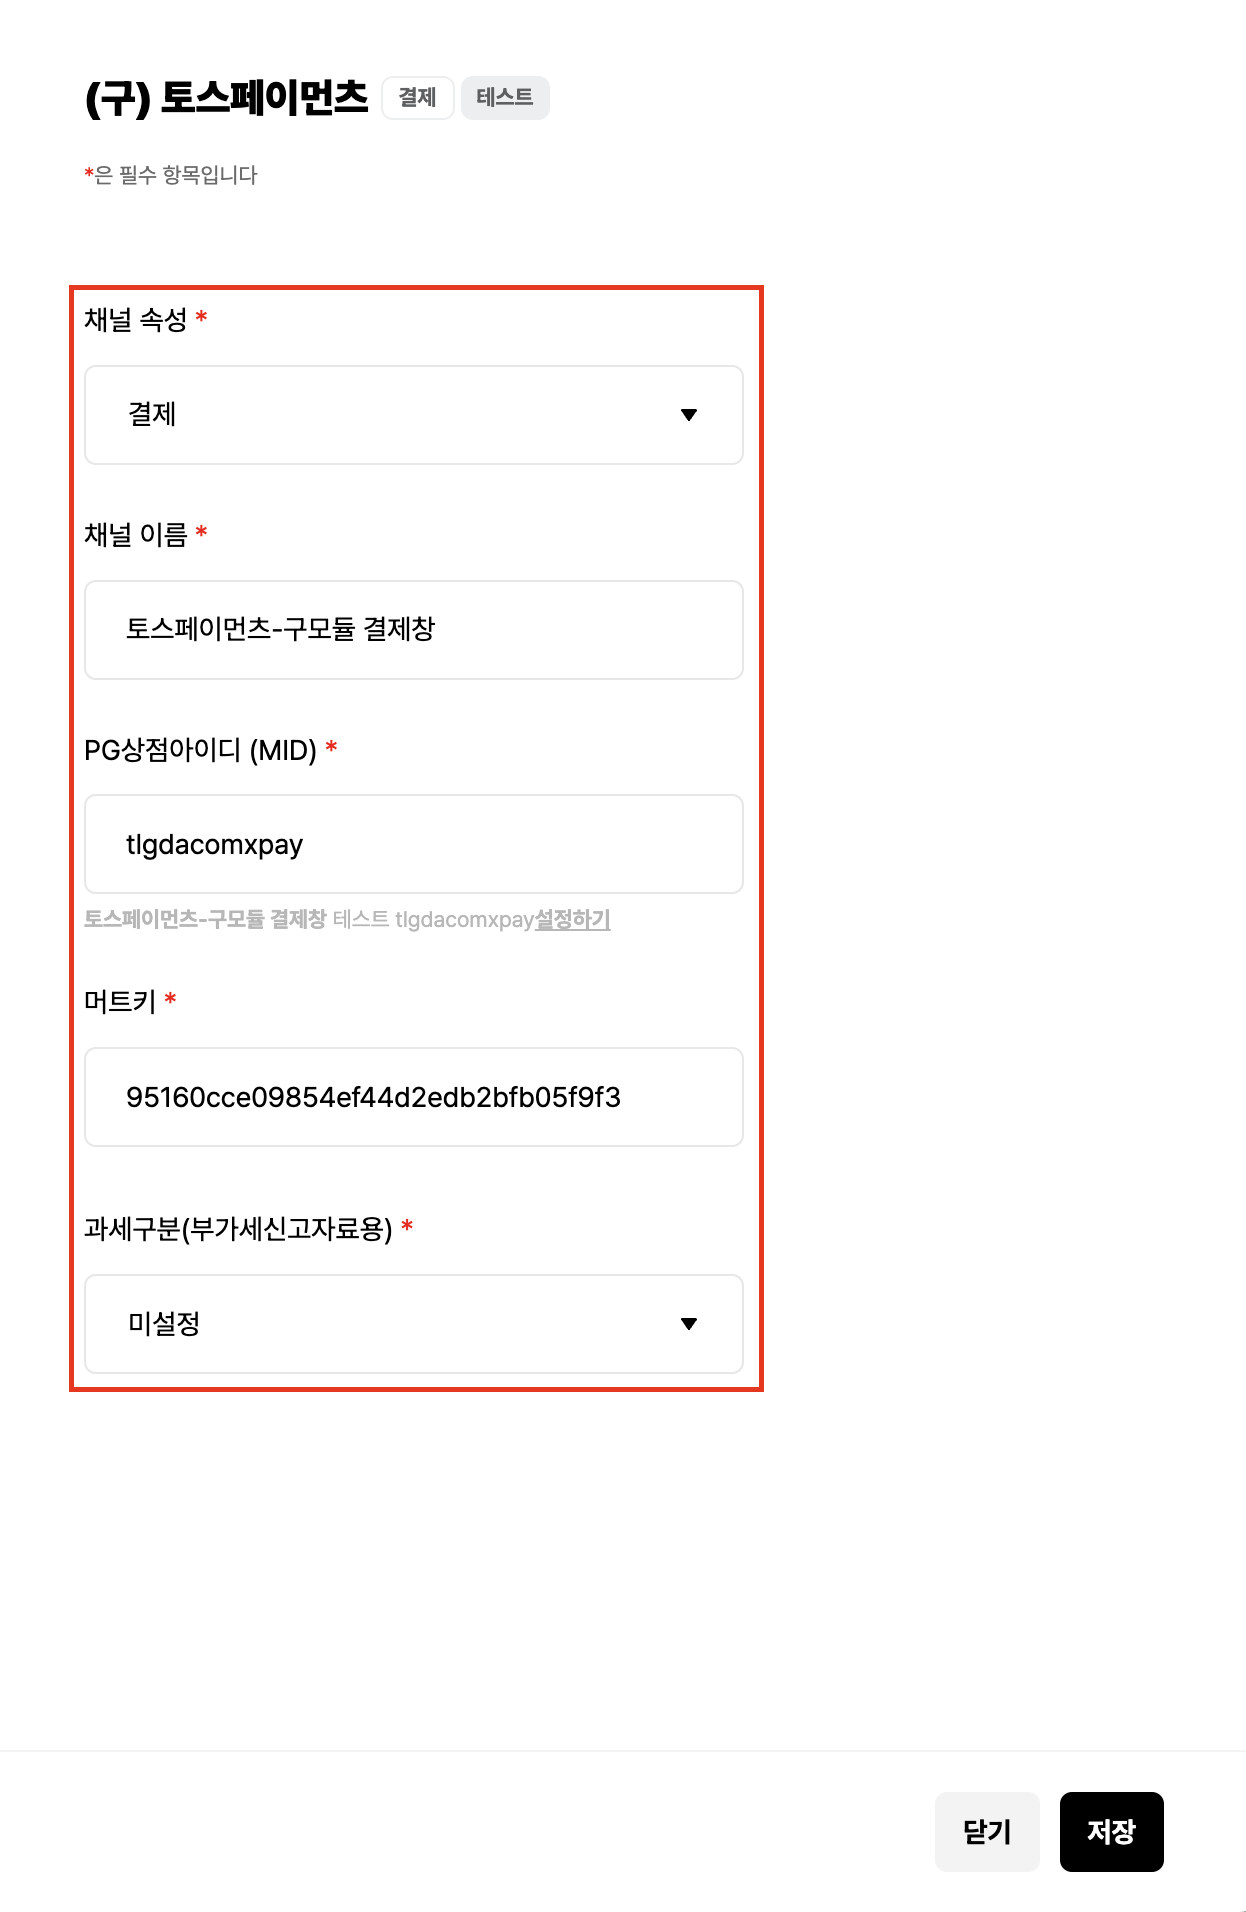 (구) 토스페이먼츠 결제 테스트
*은 필수 항목입니다
채널 속성 *
결제
채널 이름 *
토스페이먼츠-구모듈 결제창
PG상점아이디 (MID) *
tlgdacomxpay
토스페이먼츠-구모듈 결제창 테스트 tlgdacomxpay설정하기
머트키 *
95160cce09854ef44d2edb2bfb05f9f3
과세구분(부가세신고자료용) *
미설정
닫기 저장